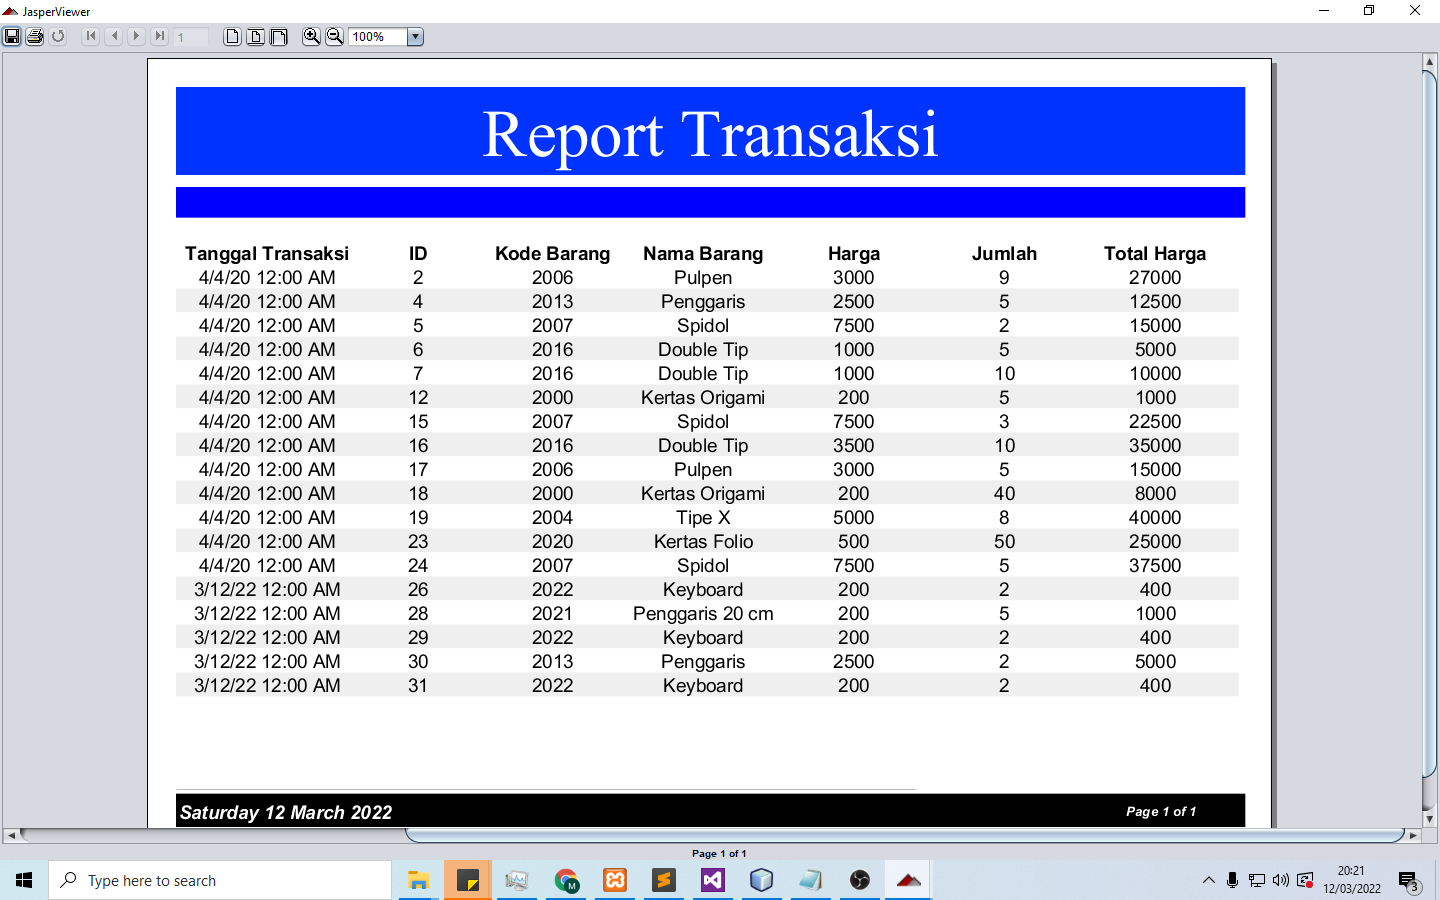 JasperViewer
1
100%
Report Transaksi
Tanggal Transaksi ID Kode Barang Nama Barang Harga Jumlah Total Harga
4/4/20 12:00 AM 2 2006 Pulpen 3000 9 27000
4/4/20 12:00 AM 4 2013 Penggaris 2500 5 12500
4/4/20 12:00 AM 5 2007 Spidol 7500 2 15000
4/4/20 12:00 AM 6 2016 Double Tip 1000 5 5000
4/4/20 12:00 AM 7 2016 Double Tip 1000 10 10000
4/4/20 12:00 AM 12 2000 Kertas Origami 200 5 1000
4/4/20 12:00 AM 15 2007 Spidol 7500 3 22500
4/4/20 12:00 AM 16 2016 Double Tip 3500 10 35000
4/4/20 12:00 AM 17 2006 Pulpen 3000 5 15000
4/4/20 12:00 AM 18 2000 Kertas Origami 200 40 8000
4/4/20 12:00 AM 19 2004 Tipe X 5000 8 40000
4/4/20 12:00 AM 23 2020 Kertas Folio 500 50 25000
4/4/20 12:00 AM 24 2007 Spidol 7500 5 37500
3/12/22 12:00 AM 26 2022 Keyboard 200 2 400
3/12/22 12:00 AM 28 2021 Penggaris 20 cm 200 5 1000
3/12/22 12:00 AM 29 2022 Keyboard 200 2 400
3/12/22 12:00 AM 30 2013 Penggaris 2500 2 5000
3/12/22 12:00 AM 31 2022 Keyboard 200 2 400
Saturday 12 March 2022 Page 1 of 1
Page 1 of 1
Type here to search
M
20:21
12/03/2022
3